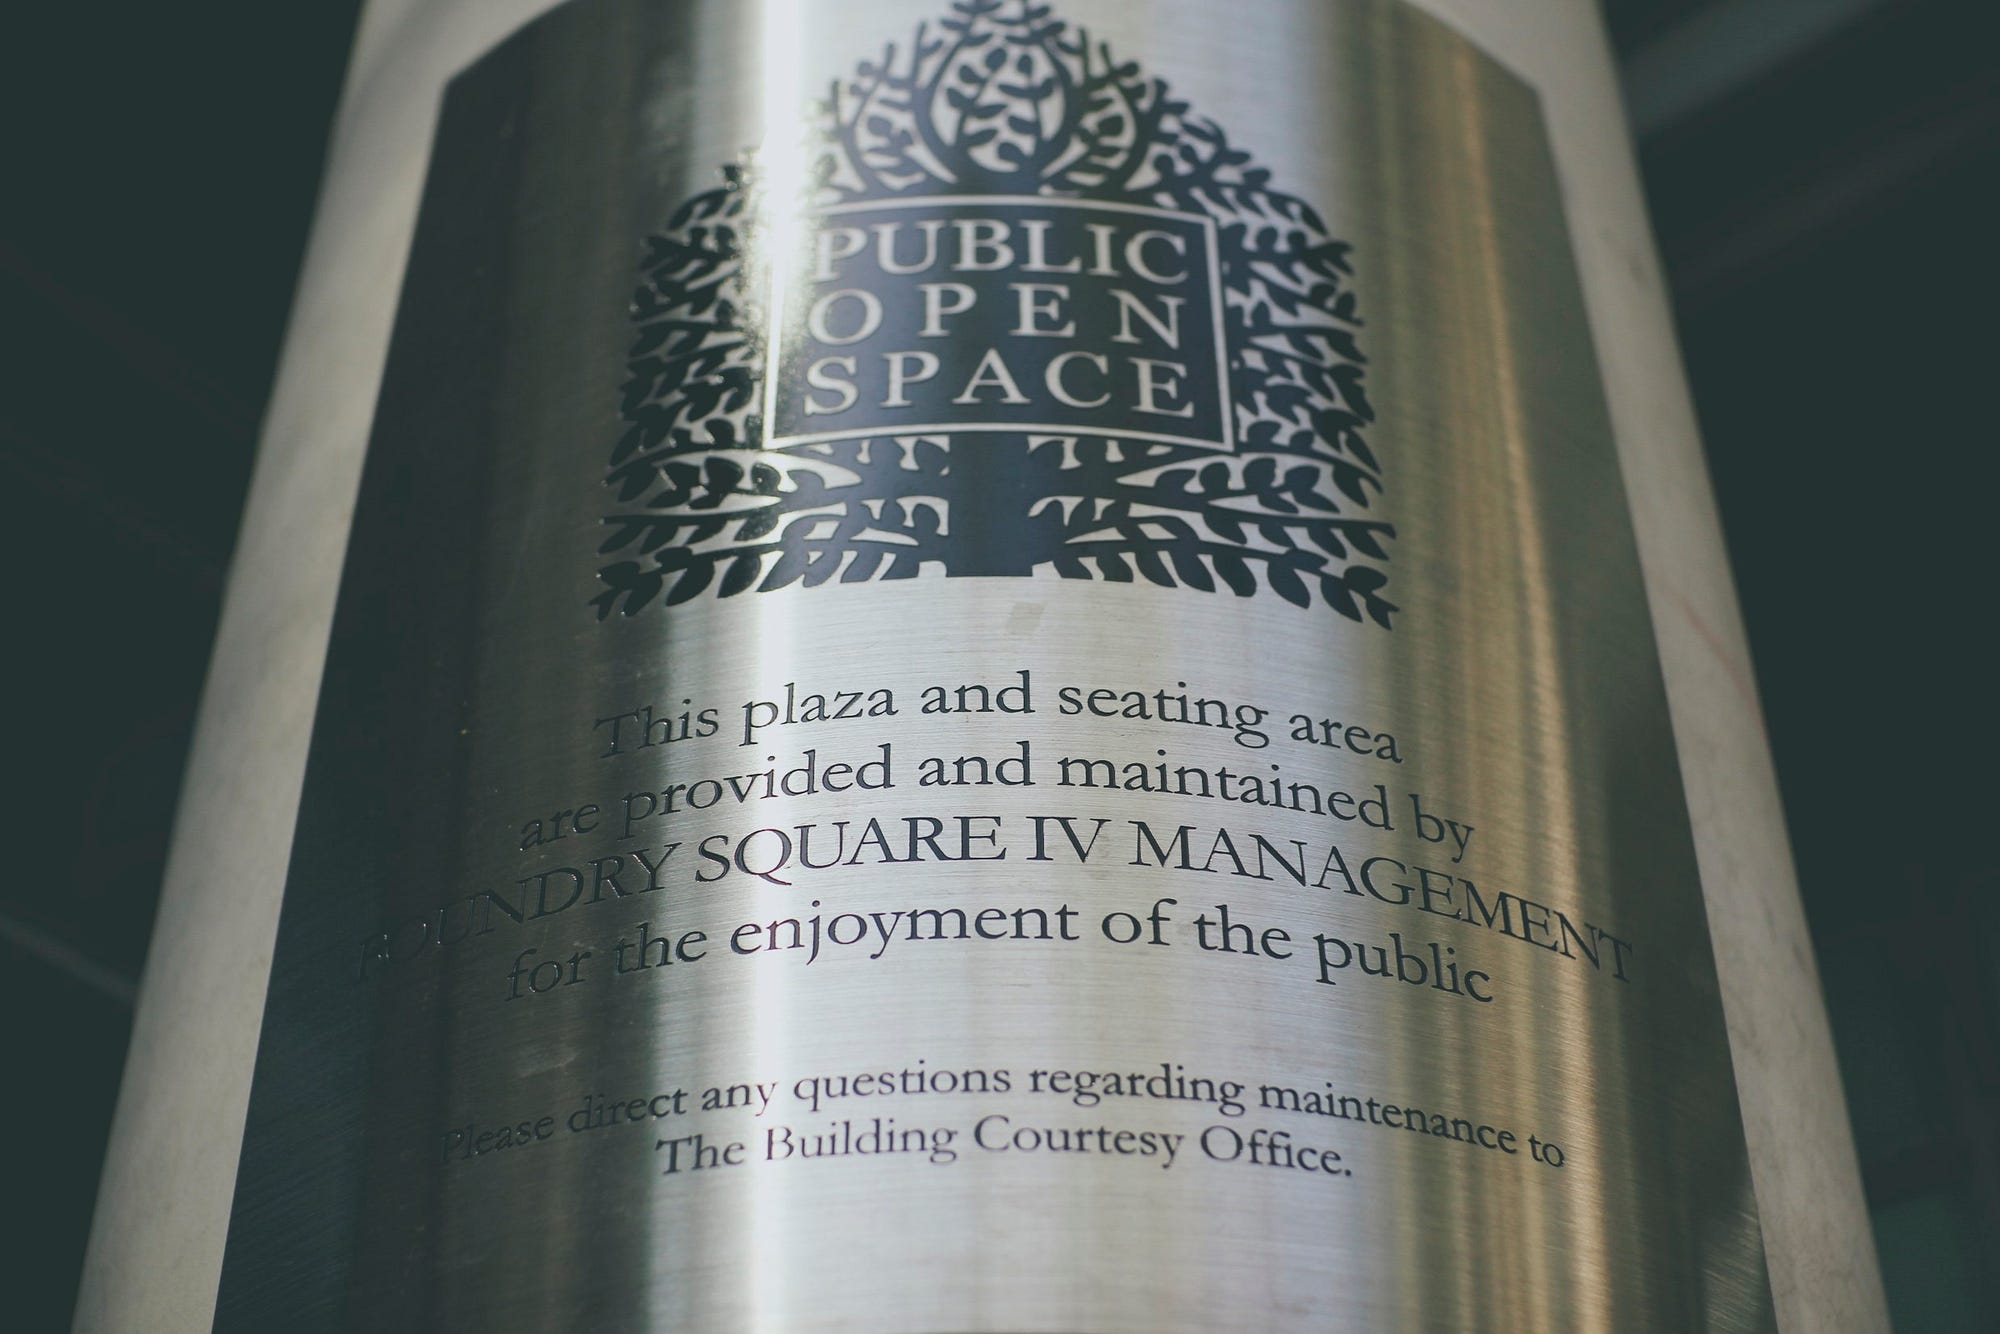 PUBLIC
OPEN
SPACE
This plaza and seating area
are provided and maintained by
FOUNDRY SQUARE IV MANAGEMENT
for the enjoyment of the public
Please direct any questions regarding maintenance to
The Building Courtesy Office.